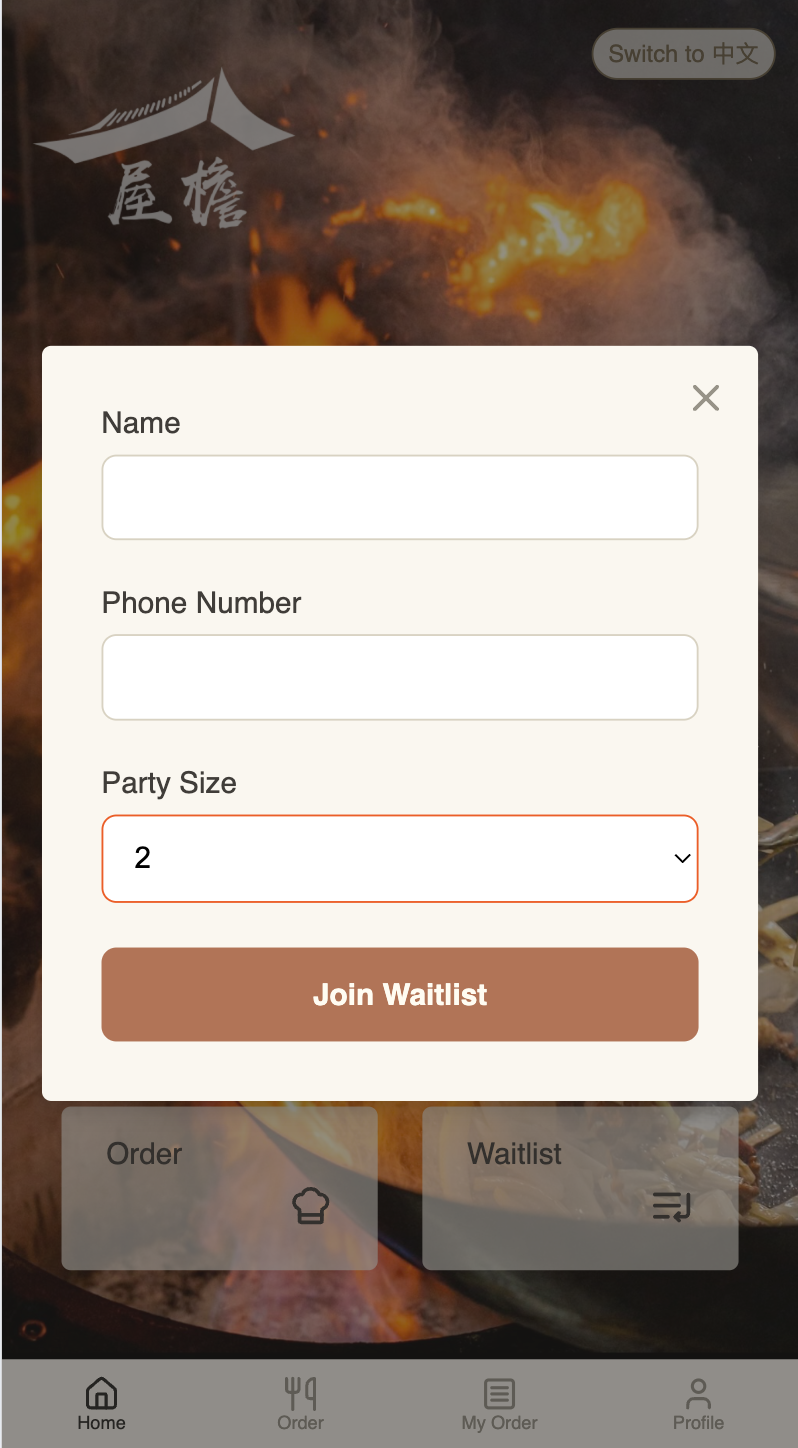 Switch to 中文
屋檐
Name
Phone Number
Party Size
2
Join Waitlist
Order
Waitlist
Home
Order
My Order
Profile